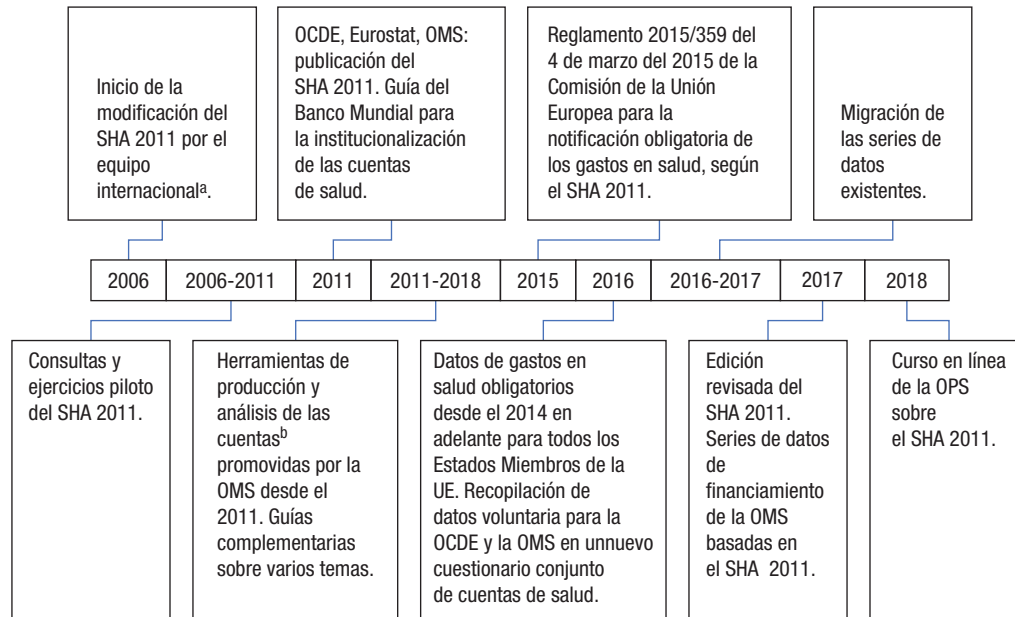 Inicio de la
modificación del
SHA 2011 por el
equipo
internacionalª.
OCDE, Eurostat, OMS:
publicación del
SHA 2011. Guía del
Banco Mundial para
la institucionalización
de las cuentas
de salud.
Reglamento 2015/359 del
4 de marzo del 2015 de la
Comisión de la Unión
Europea para la
notificación obligatoria de
los gastos en salud, según
el SHA 2011.
Migración de
las series de
datos
existentes.
2006 2006-2011 2011 2011-2018 2015 2016 2016-2017 2017 2018
Consultas y
ejercicios piloto
del SHA 2011.
Herramientas de
producción y
análisis de las
cuentasᵇ
promovidas por la
OMS desde el
2011. Guías
complementarias
sobre varios temas.
Datos de gastos en
salud obligatorios
desde el 2014 en
adelante para todos los
Estados Miembros de la
UE. Recopilación de
datos voluntaria para la
OCDE y la OMS en unnuevo
cuestionario conjunto
de cuentas de salud.
Edición
revisada del
SHA 2011.
Series de datos
de
financiamiento
de la OMS
basadas en
el SHA 2011.
Curso en línea
de la OPS
sobre
el SHA 2011.